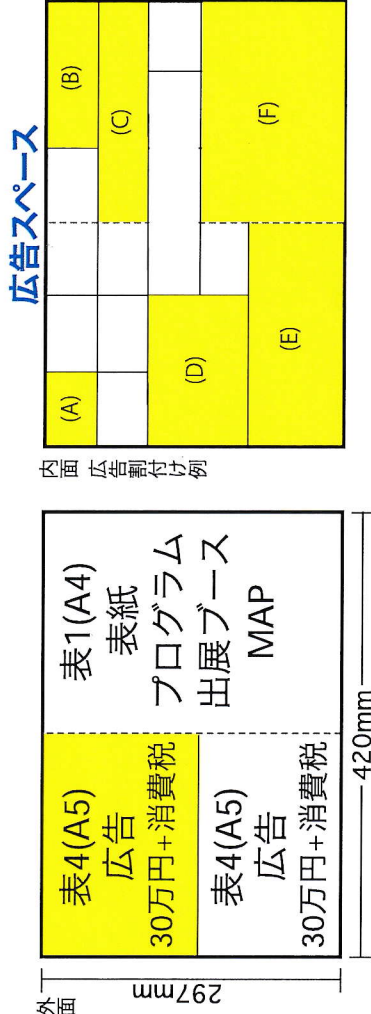 広告スペース
外面
表4(A5)
広告
30万円+消費税
表4(A5)
広告
30万円+消費税
表1(A4)
表紙
プログラム
出展ブース
MAP
297mm
420mm
内面 広告割付け例
(A)
(B)
(C)
(D)
(E)
(F)